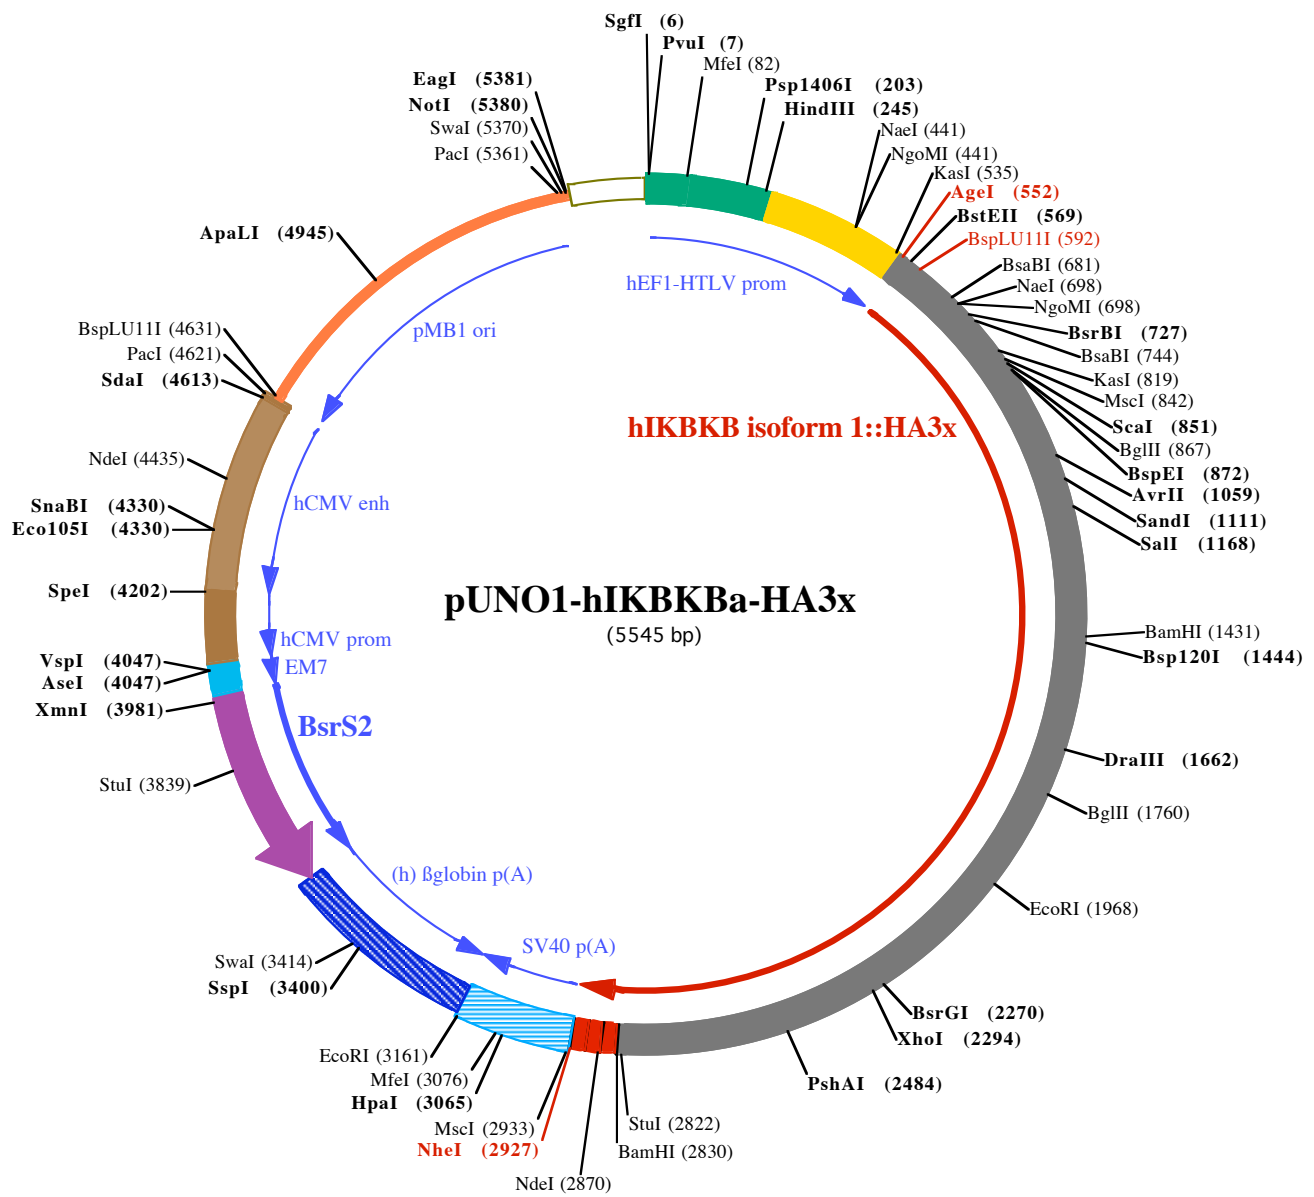 SgfI (6)
PvuI (7)
MfeI (82)
Psp1406I (203)
HindIII (245)
NaeI (441)
NgoMI (441)
KasI (535)
AgeI (552)
BstEII (569)
BspLU11I (592)
BsaBI (681)
NaeI (698)
NgoMI (698)
BsrBI (727)
BsaBI (744)
KasI (819)
MscI (842)
ScaI (851)
BglII (867)
BspEI (872)
AvrII (1059)
SandI (1111)
SalI (1168)
BamHI (1431)
Bsp120I (1444)
DraIII (1662)
BglII (1760)
EcoRI (1968)
BsrGI (2270)
XhoI (2294)
PshAI (2484)
StuI (2822)
BamHI (2830)
NdeI (2870)
NheI (2927)
MscI (2933)
HpaI (3065)
MfeI (3076)
EcoRI (3161)
SspI (3400)
SwaI (3414)
StuI (3839)
XmnI (3981)
AseI (4047)
VspI (4047)
SpeI (4202)
Eco105I (4330)
SnaBI (4330)
NdeI (4435)
SdaI (4613)
PacI (4621)
BspLU11I (4631)
ApaLI (4945)
PacI (5361)
SwaI (5370)
NotI (5380)
EagI (5381)
hEF1-HTLV prom
pMB1 ori
hIKBKB isoform 1::HA3x
hCMV enh
pUNO1-hIKBKBa-HA3x
(5545 bp)
hCMV prom
EM7
BsrS2
(h) ßglobin p(A)
SV40 p(A)